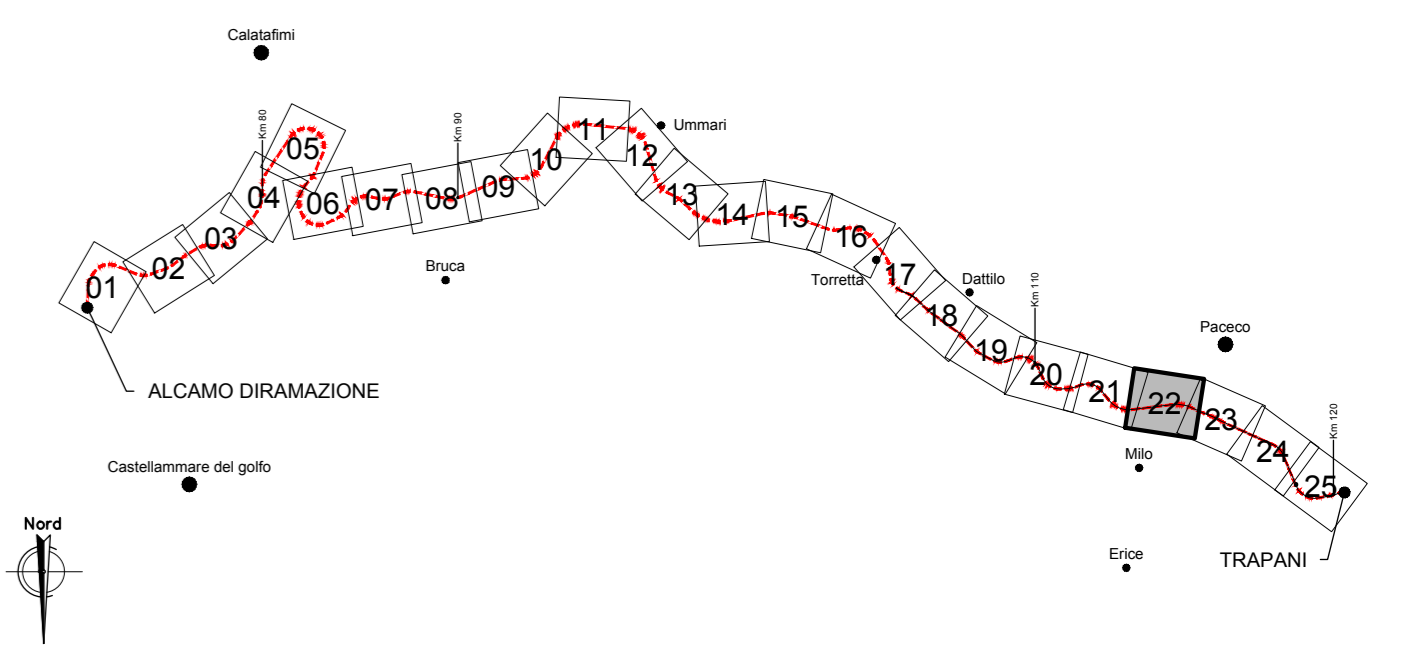 Calatafimi
Km 80
Km 90
Ummari
01
02
03
04
05
06
07
08
09
10
11
12
13
14
15
16
17
18
19
20
21
22
23
24
25
Bruca
Torretta
Dattilo
Km 110
Paceco
ALCAMO DIRAMAZIONE
Km 120
Castellammare del golfo
Milo
Nord
Erice
TRAPANI